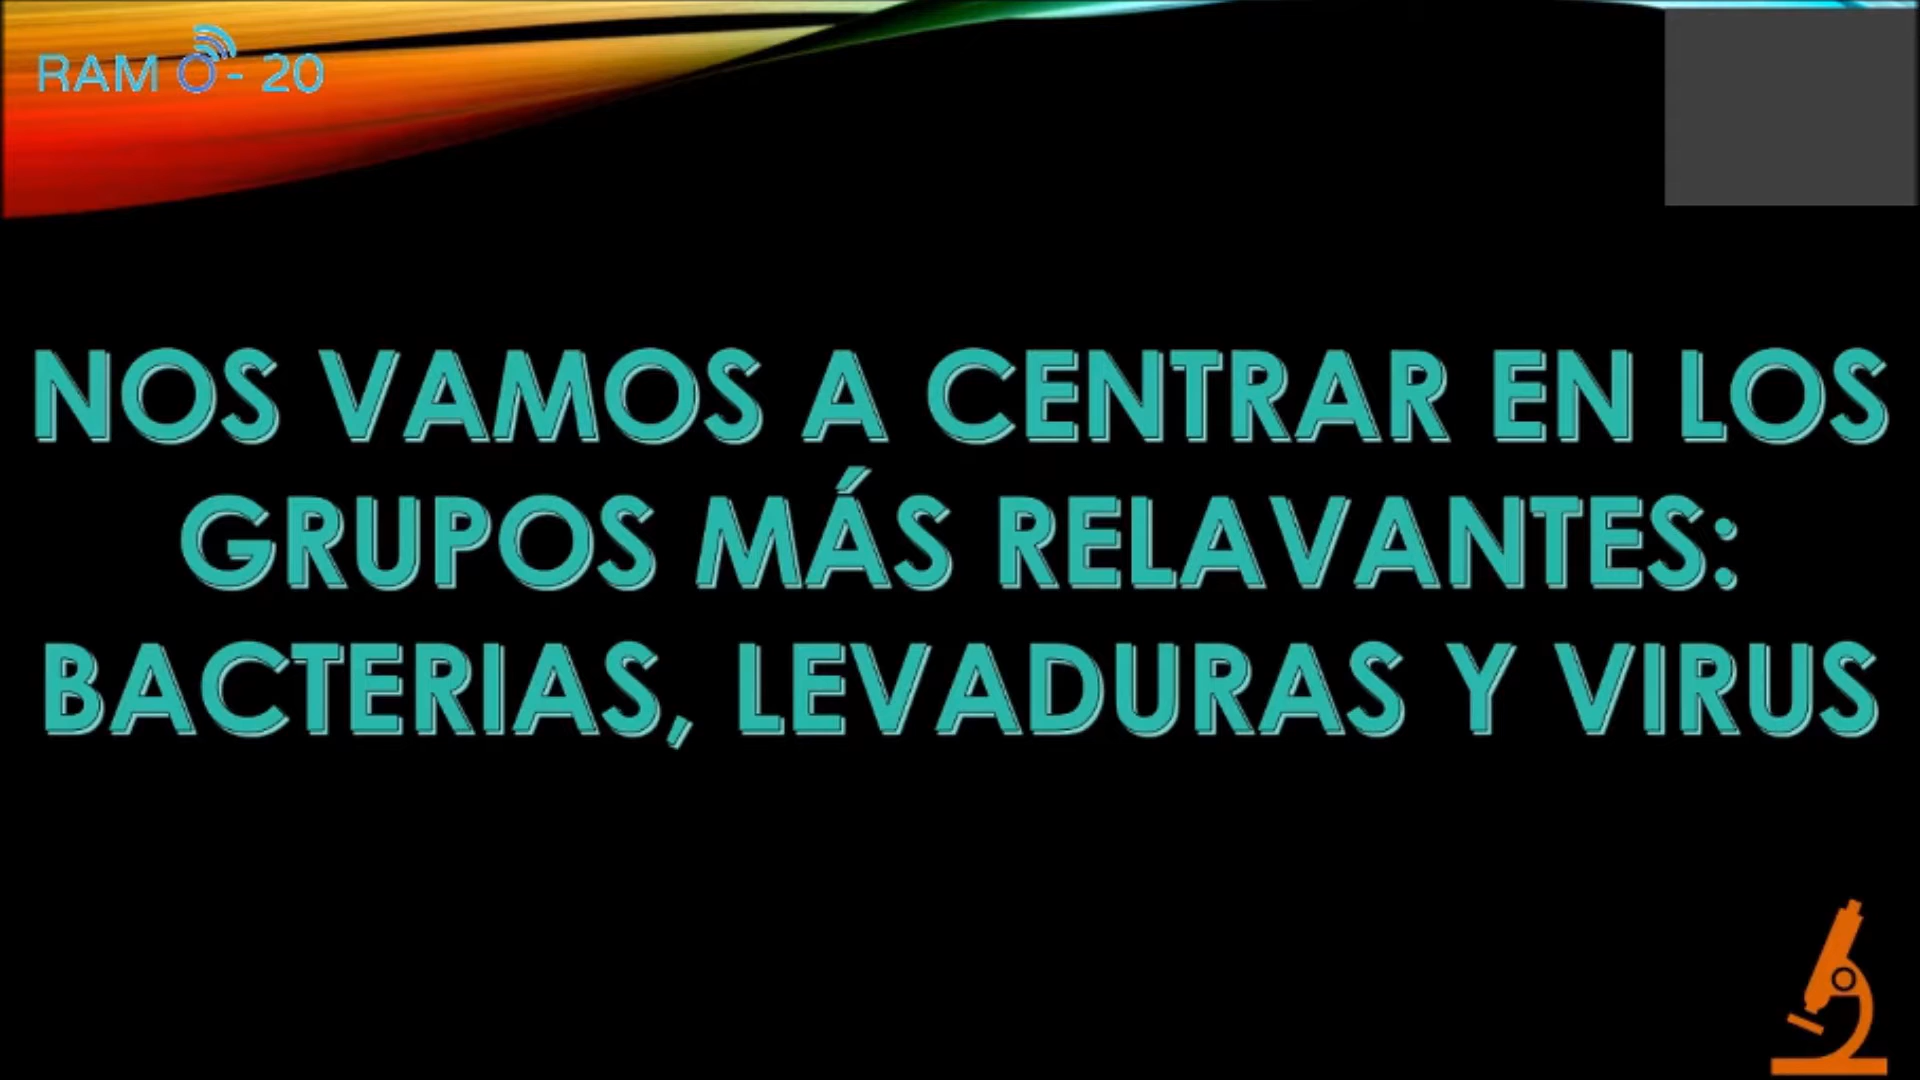 RAM O - 20
NOS VAMOS A CENTRAR EN LOS
GRUPOS MÁS RELAVANTES:
BACTERIAS, LEVADURAS Y VIRUS